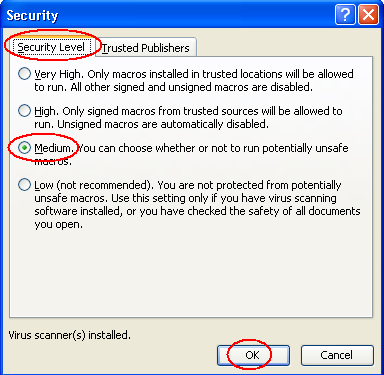 Security
Security Level
Trusted Publishers
Very High. Only macros installed in trusted locations will be allowed
to run. All other signed and unsigned macros are disabled.
High. Only signed macros from trusted sources will be allowed to
run. Unsigned macros are automatically disabled.
Medium. You can choose whether or not to run potentially unsafe
macros.
Low (not recommended). You are not protected from potentially
unsafe macros. Use this setting only if you have virus scanning
software installed, or you have checked the safety of all documents
you open.
Virus scanner(s) installed.
OK
Cancel